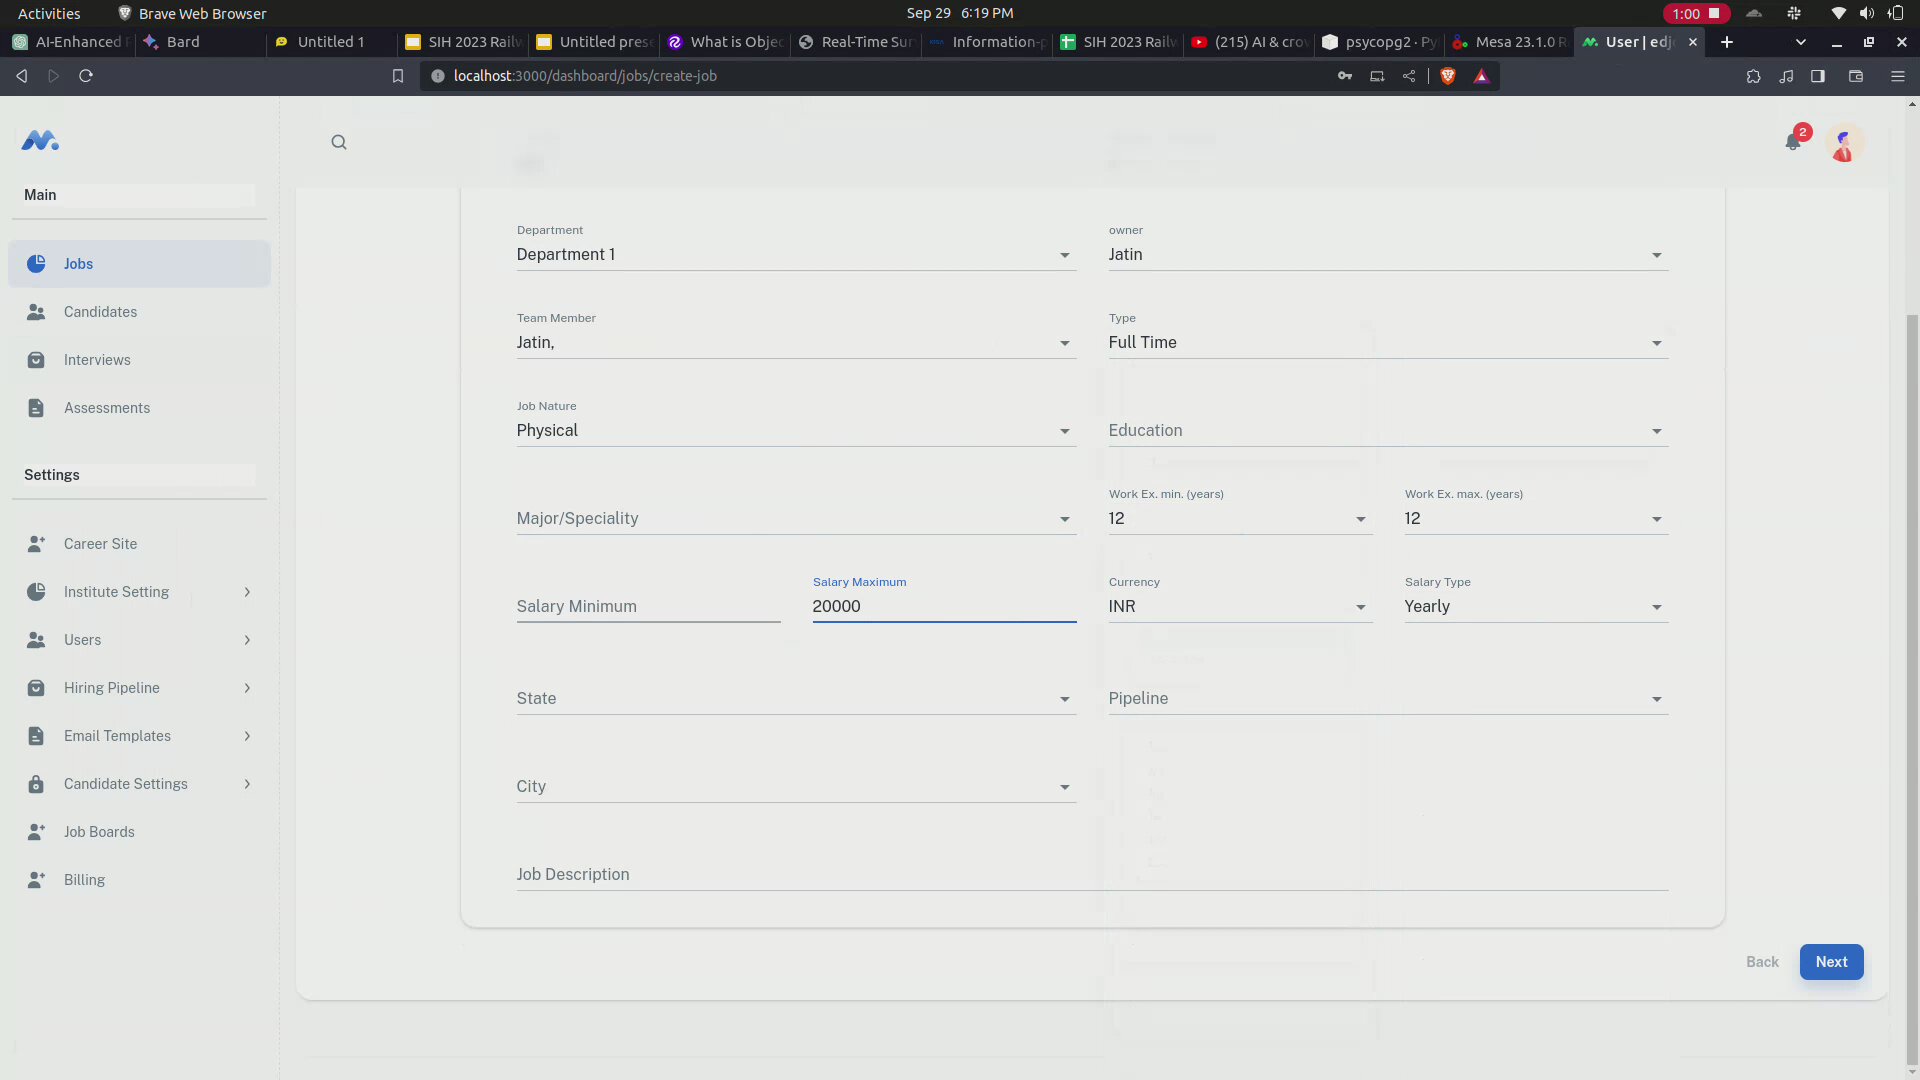 Activities Brave Web Browser Sep 29 6:19 PM 1:00
AI-Enhanced Bard Untitled 1 SIH 2023 Railw Untitled prese What is Objec Real-Time Sur Information-p SIH 2023 Railw (215) AI & crow psycopg2 · Py Mesa 23.1.0 R User | edjo
localhost:3000/dashboard/jobs/create-job
2
Main
Jobs
Candidates
Interviews
Assessments
Settings
Career Site
Institute Setting
Users
Hiring Pipeline
Email Templates
Candidate Settings
Job Boards
Billing
Department owner
Department 1 Jatin
Team Member Type
Jatin, Full Time
Job Nature
Physical Education
Work Ex. min. (years) Work Ex. max. (years)
Major/Speciality 12 12
Salary Maximum Currency Salary Type
Salary Minimum 20000 INR Yearly
State Pipeline
City
Job Description
Back Next